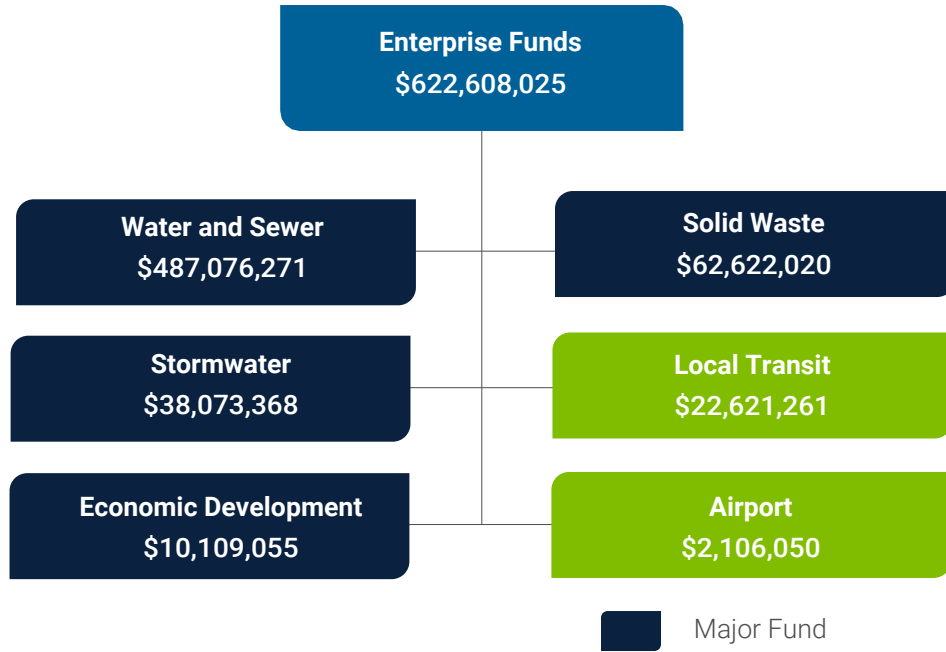 Enterprise Funds
$622,608,025
Water and Sewer
$487,076,271
Solid Waste
$62,622,020
Stormwater
$38,073,368
Local Transit
$22,621,261
Economic Development
$10,109,055
Airport
$2,106,050
Major Fund